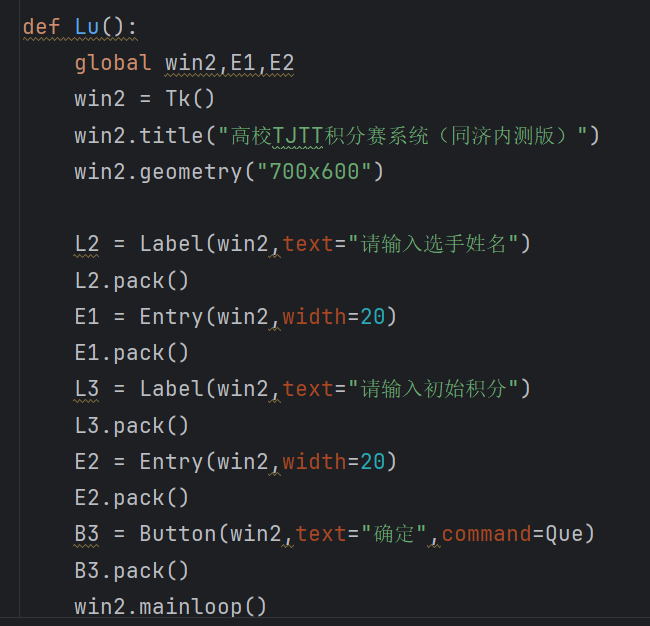 def Lu():
    global win2,E1,E2
    win2 = Tk()
    win2.title("高校TJTT积分赛系统（同济内测版）")
    win2.geometry("700x600")

    L2 = Label(win2,text="请输入选手姓名")
    L2.pack()
    E1 = Entry(win2,width=20)
    E1.pack()
    L3 = Label(win2,text="请输入初始积分")
    L3.pack()
    E2 = Entry(win2,width=20)
    E2.pack()
    B3 = Button(win2,text="确定",command=Que)
    B3.pack()
    win2.mainloop()